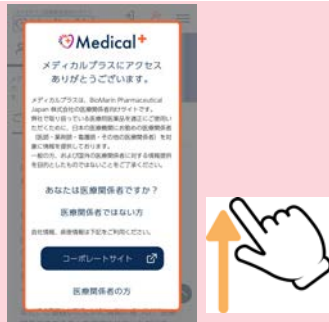 Medical+
メディカルプラスにアクセス
ありがとうございます。
メディカルプラスは、BioMarin Pharmaceutical
Japan 株式会社の医療関係者向けサイトです。
弊社で取り扱っている医療用医薬品を適正にご使用い
ただくために、日本の医療機関にお勤めの医療関係者
（医師・薬剤師・看護師・その他の医療関係者）を対
象に情報を提供しております。
一般の方、および国外の医療関係者に対する情報提供
を目的としたものではないことをご了承ください。
あなたは医療関係者ですか？
医療関係者ではない方
会社情報、疾患情報は下記をご利用ください。
コーポレートサイト
医療関係者の方